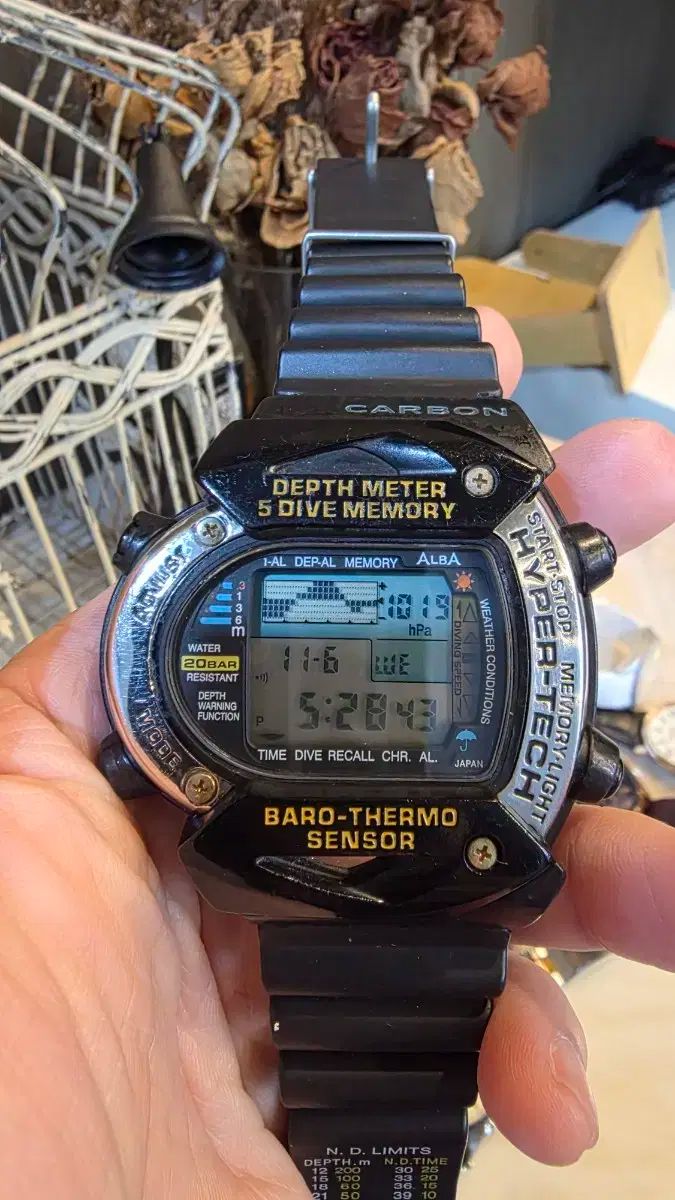 CARBON
DEPTH METER
5 DIVE MEMORY
ADJUST
START·STOP
1-AL DEP-AL MEMORY ALBA
.3
1
3
6
m
1019
hPa
WATER
20BAR
RESISTANT
11-6 WE
DEPTH
WARNING
FUNCTION
P 5:28 43
DIVING SPEED
WEATHER CONDITIONS
HYPER-TECH
MEMORY/LIGHT
MODE
TIME DIVE RECALL CHR. AL.
JAPAN
BARO-THERMO
SENSOR
N.D. LIMITS
DEPTH.m N.D.TIME
12 200 30 25
15 100 33 20
18 60 36 15
21 50 39 10